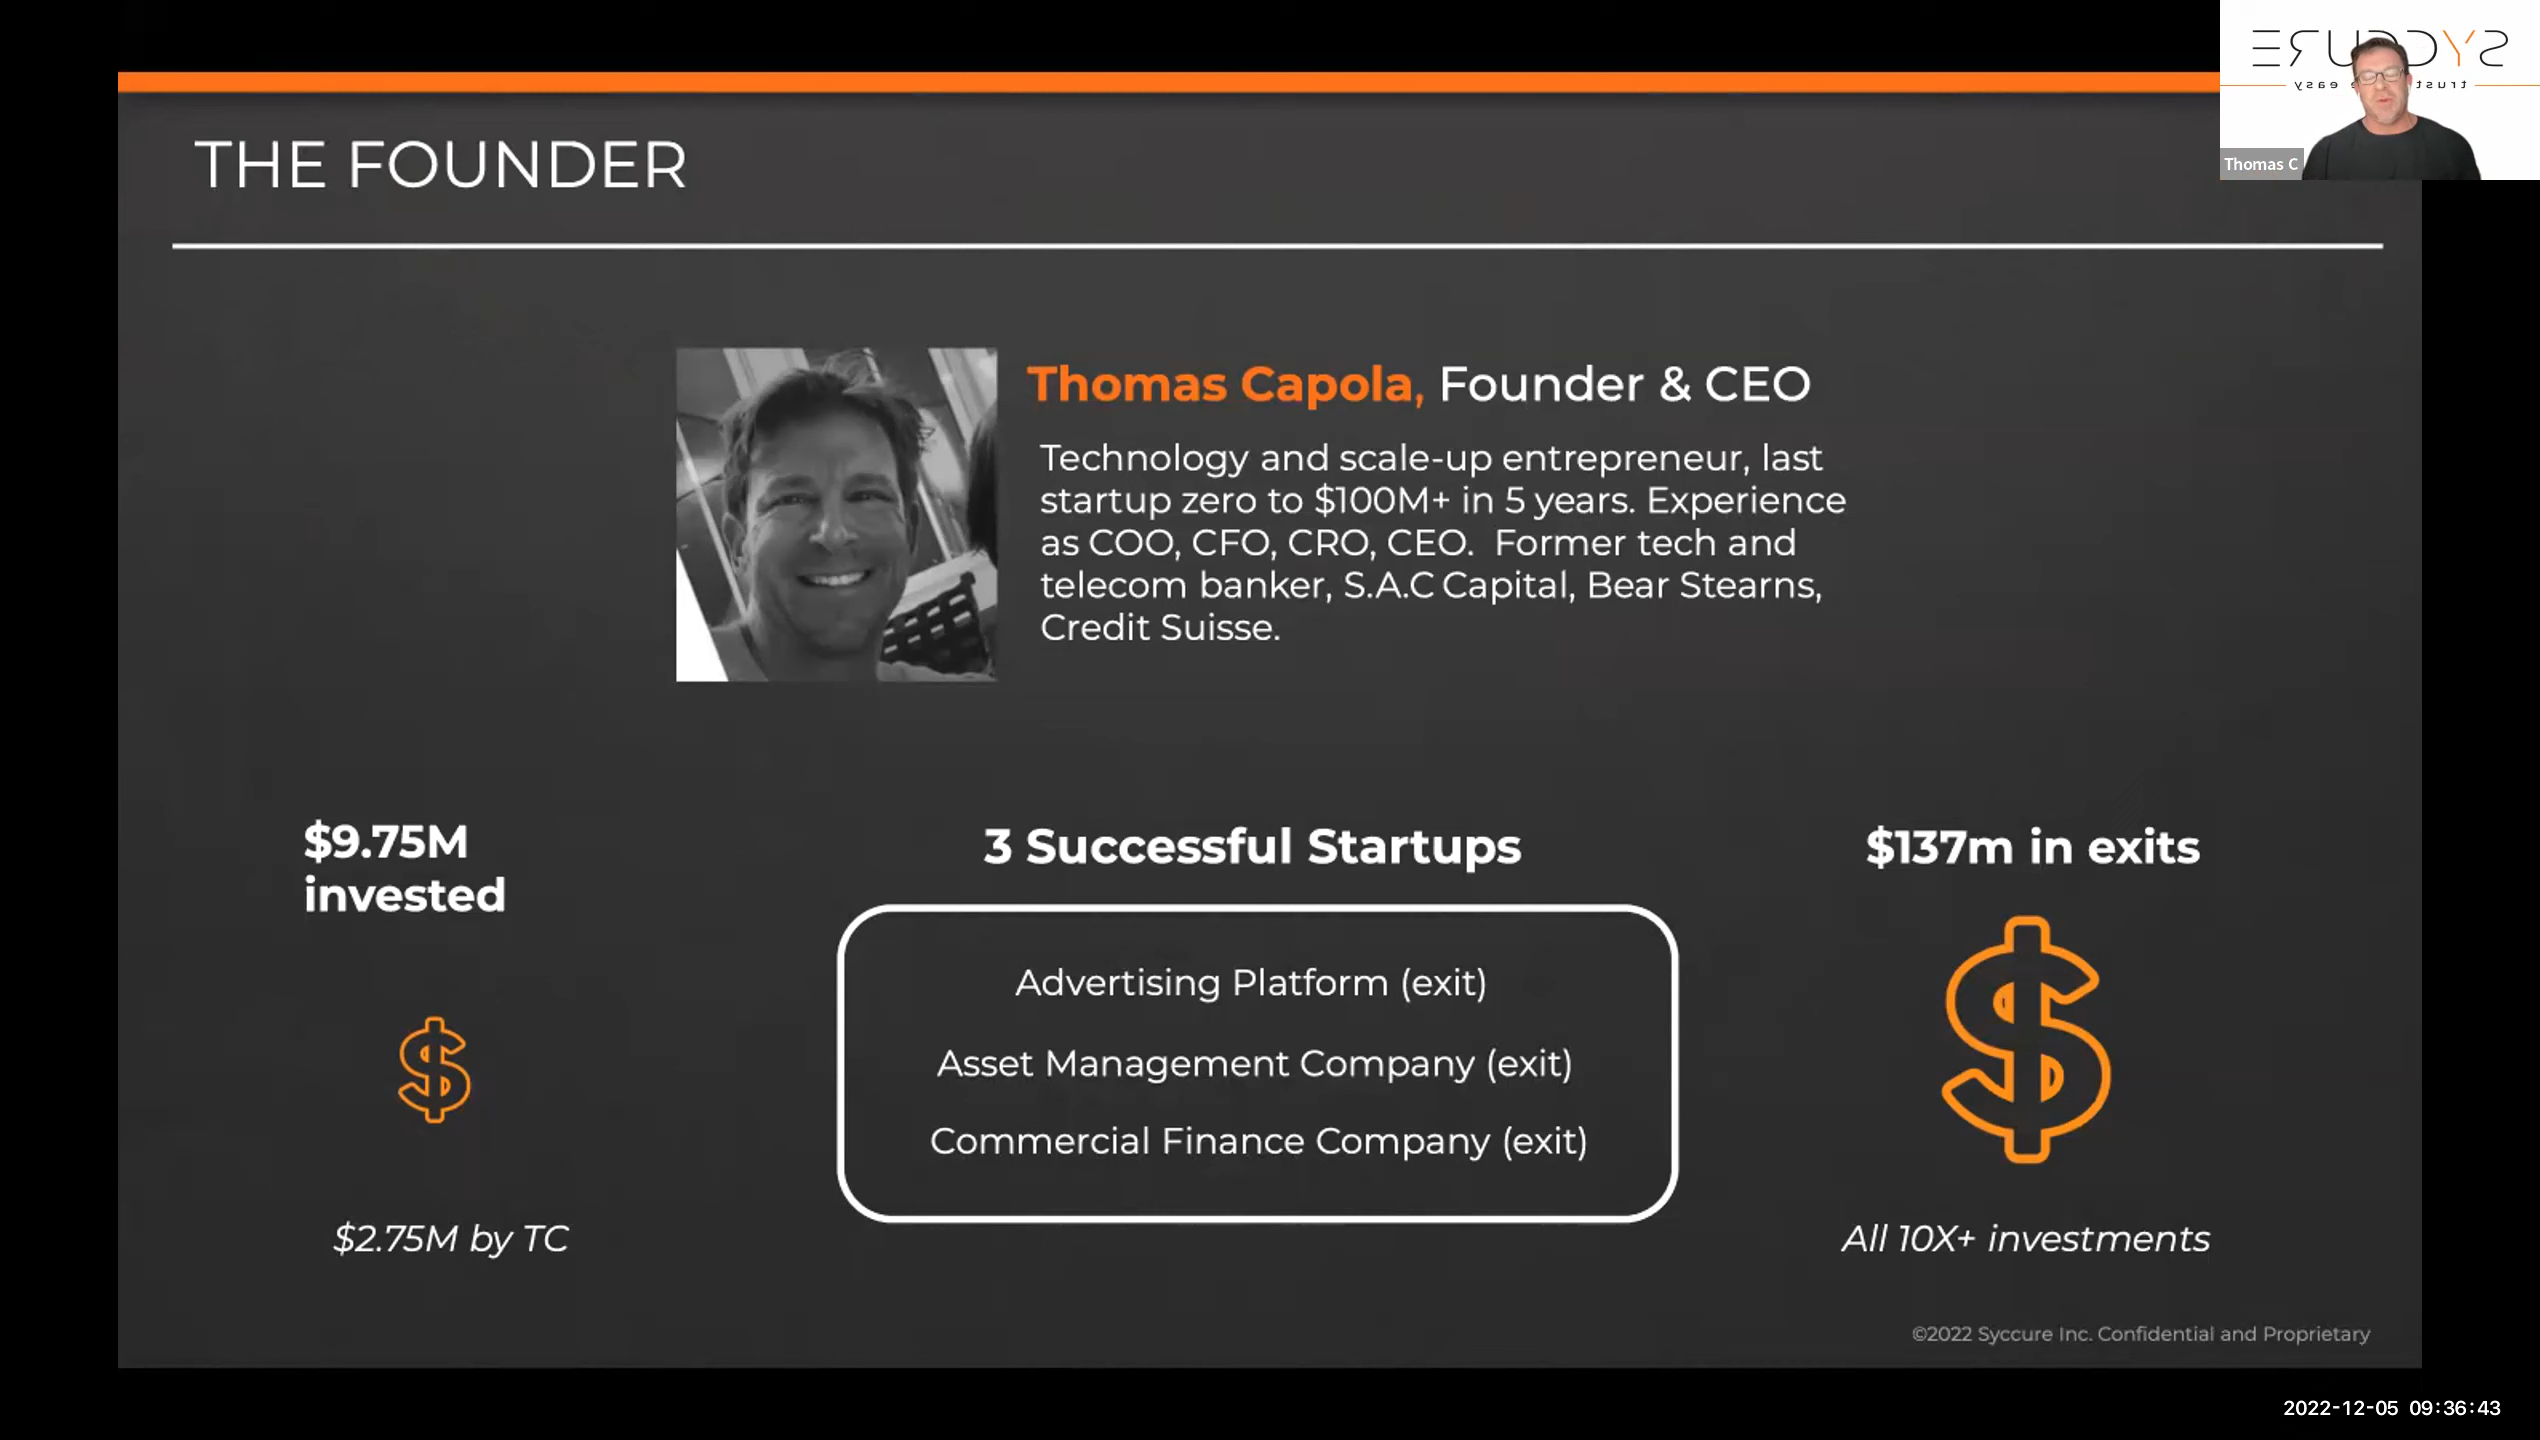 SYCCURE
trust easy
Thomas C
THE FOUNDER
Thomas Capola, Founder & CEO
Technology and scale-up entrepreneur, last
startup zero to $100M+ in 5 years. Experience
as COO, CFO, CRO, CEO. Former tech and
telecom banker, S.A.C Capital, Bear Stearns,
Credit Suisse.
$9.75M
invested
$2.75M by TC
3 Successful Startups
Advertising Platform (exit)
Asset Management Company (exit)
Commercial Finance Company (exit)
$137m in exits
All 10X+ investments
©2022 Syccure Inc. Confidential and Proprietary
2022-12-05 09:36:43